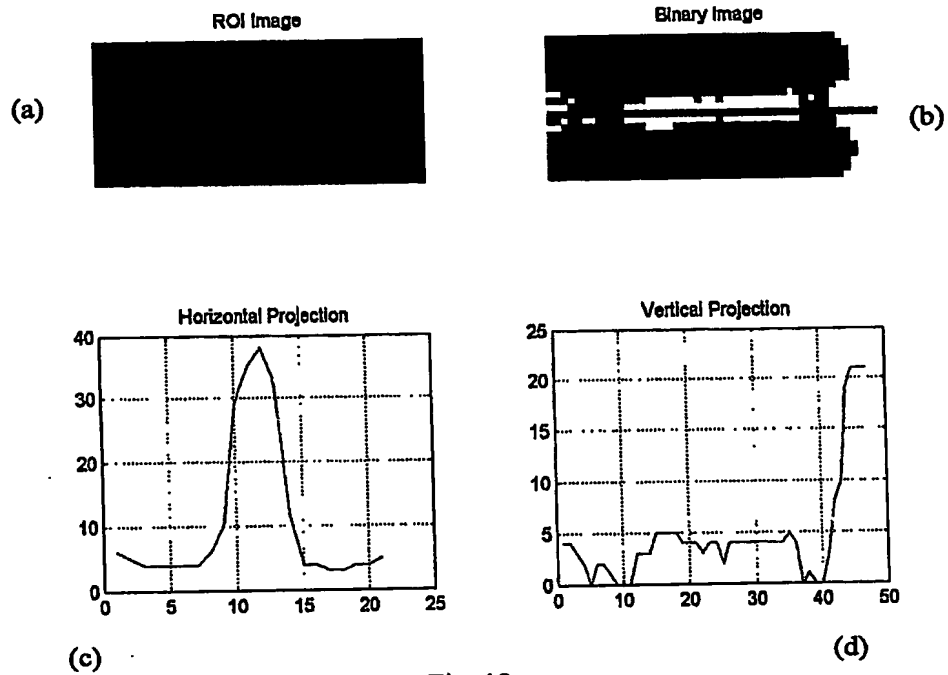 ROI Image
Binary Image
(a)
(b)
Horizontal Projection
40
30
20
10
0
0 5 10 15 20 25
Vertical Projection
25
20
15
10
5
0
0 10 20 30 40 50
(c)
(d)